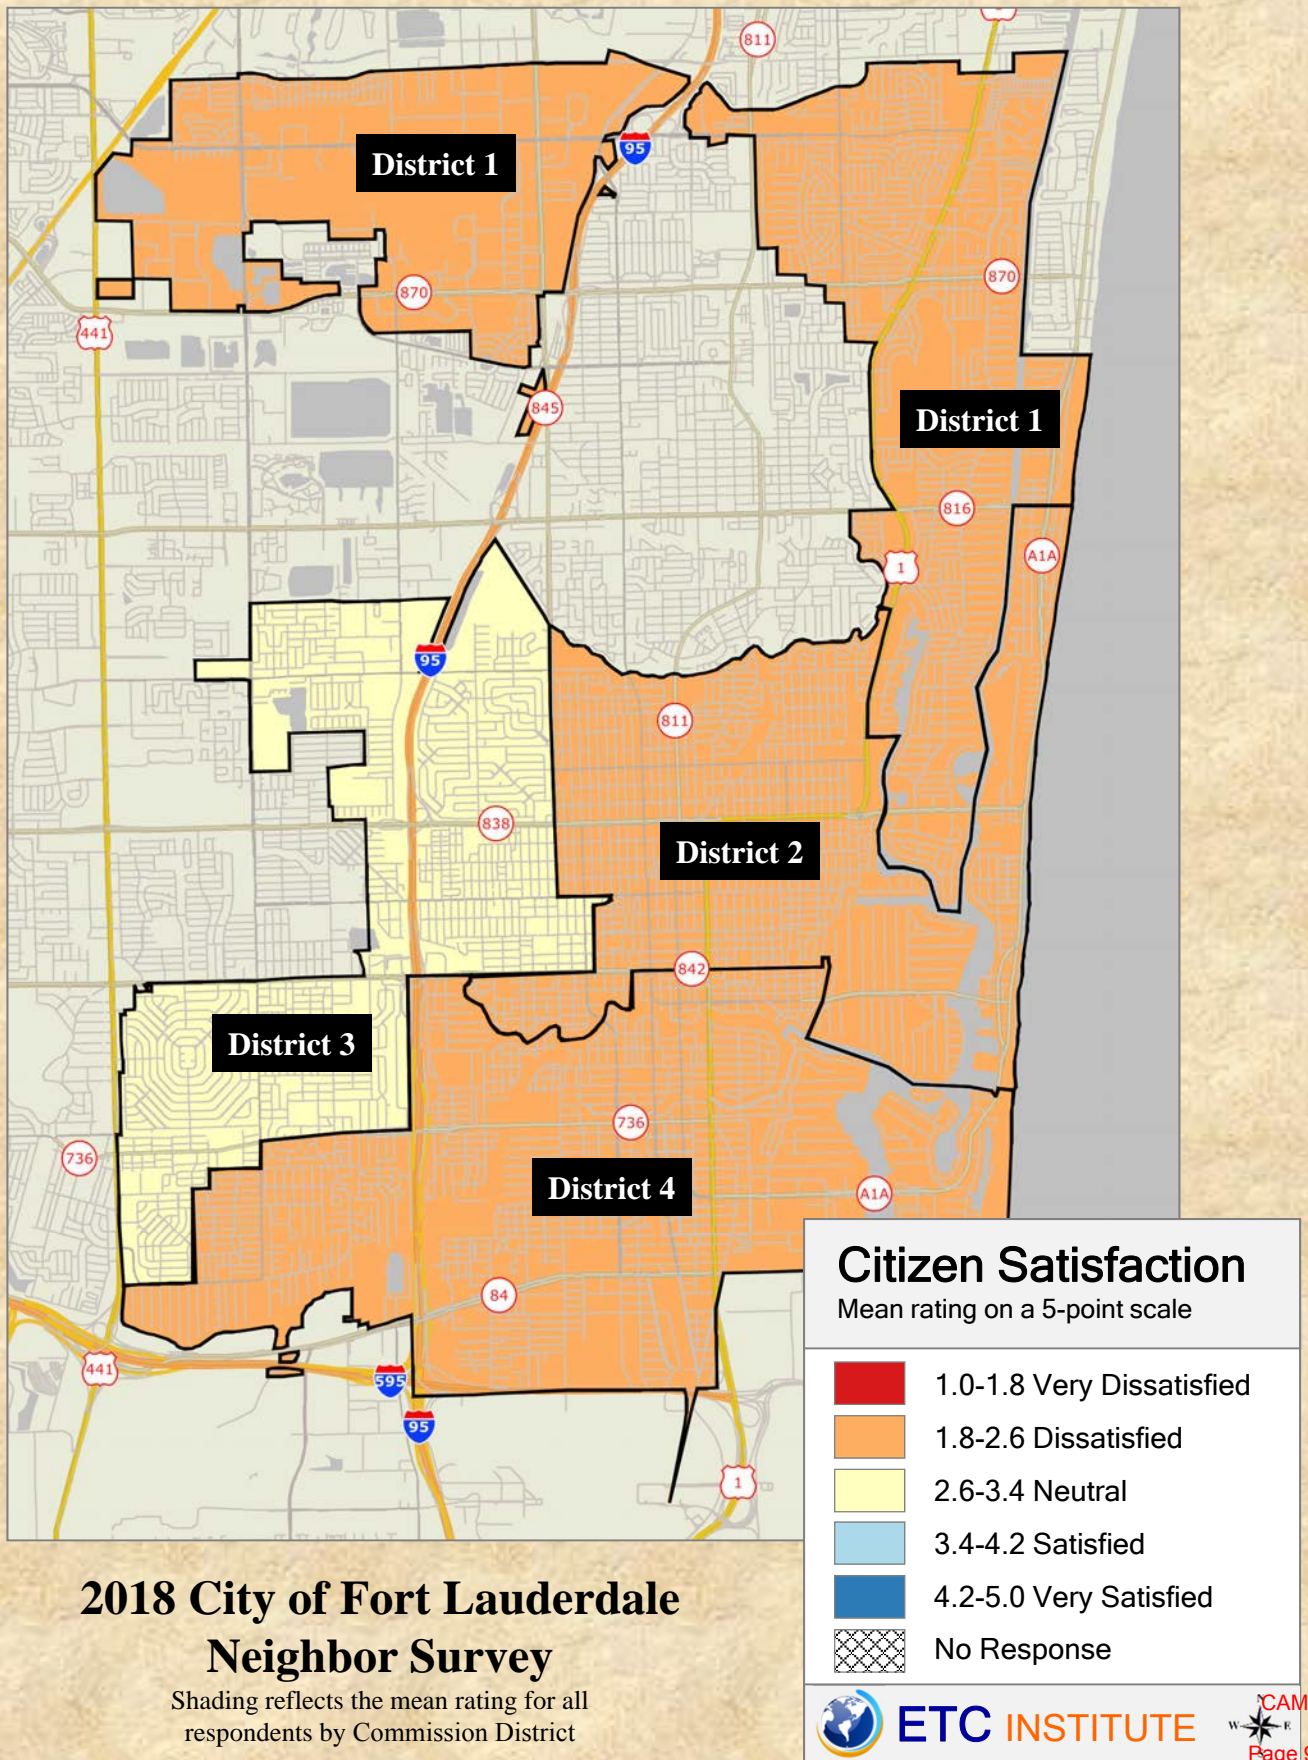 811
95
District 1
870
870
441
845
District 1
816
A1A
1
95
811
838
District 2
842
District 3
736
736
District 4
A1A
84
441
595
95
1
Citizen Satisfaction
Mean rating on a 5-point scale
1.0-1.8 Very Dissatisfied
1.8-2.6 Dissatisfied
2.6-3.4 Neutral
3.4-4.2 Satisfied
4.2-5.0 Very Satisfied
No Response
2018 City of Fort Lauderdale
Neighbor Survey
Shading reflects the mean rating for all
respondents by Commission District
ETC INSTITUTE
W E
CAM
Page 9